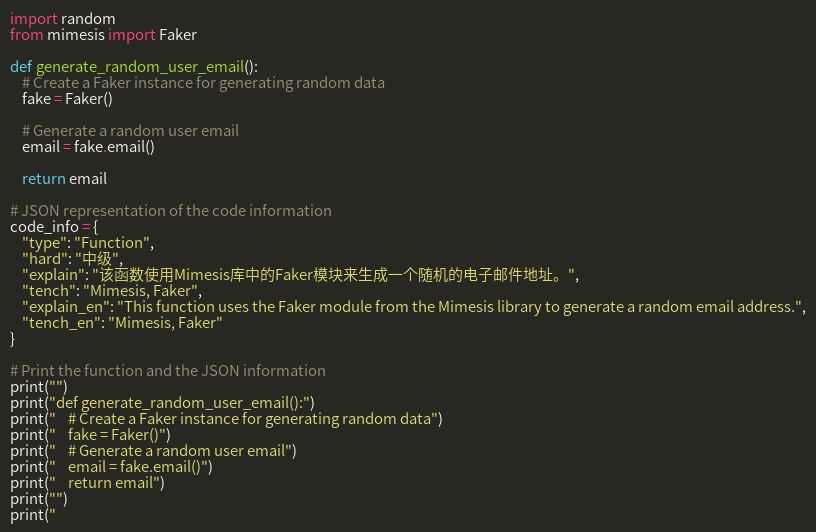 import random
from mimesis import Faker

def generate_random_user_email():
    # Create a Faker instance for generating random data
    fake = Faker()

    # Generate a random user email
    email = fake.email()

    return email

# JSON representation of the code information
code_info = {
    "type": "Function",
    "hard": "中级",
    "explain": "该函数使用Mimesis库中的Faker模块来生成一个随机的电子邮件地址。",
    "tench": "Mimesis, Faker",
    "explain_en": "This function uses the Faker module from the Mimesis library to generate a random email address.",
    "tench_en": "Mimesis, Faker"
}

# Print the function and the JSON information
print("")
print("def generate_random_user_email():")
print("    # Create a Faker instance for generating random data")
print("    fake = Faker()")
print("    # Generate a random user email")
print("    email = fake.email()")
print("    return email")
print("")
print("